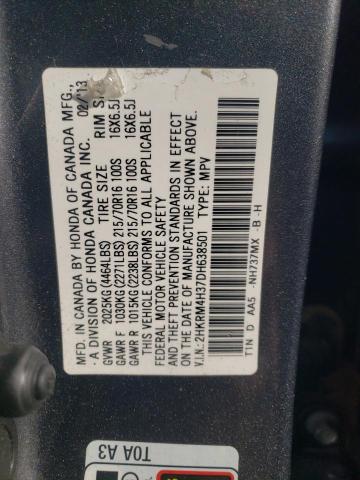 MFD. IN CANADA BY HONDA OF CANADA MFG.,
- A DIVISION OF HONDA CANADA INC. 02/'13
GVWR 2025KG (4464LBS) TIRE SIZE RIM SIZE
GAWR F 1030KG (2271LBS) 215/70R16 100S 16X6.5J
GAWR R 1015KG (2238LBS) 215/70R16 100S 16X6.5J
THIS VEHICLE CONFORMS TO ALL APPLICABLE
FEDERAL MOTOR VEHICLE SAFETY
AND THEFT PREVENTION STANDARDS IN EFFECT
ON THE DATE OF MANUFACTURE SHOWN ABOVE.
V.I.N.: 2HKRM4H37DH638501 TYPE: MPV
T1N D AA5 -NH737MX -B -H
T0A A3